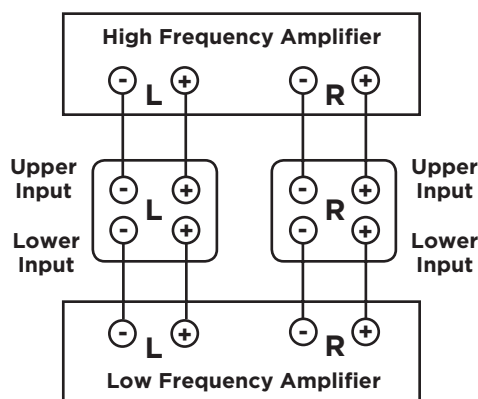 High Frequency Amplifier
- L + - R +
Upper
Input
- L + - R +
Upper
Input
Lower
Input
- + - +
Lower
Input
- L + - R +
Low Frequency Amplifier